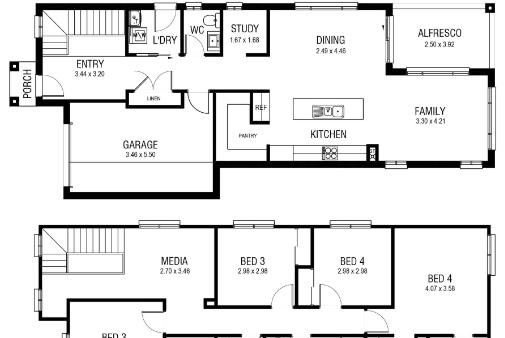 L'DRY
WC
STUDY
1.67 x 1.68
DINING
2.49 x 4.46
ALFRESCO
2.50 x 3.92
ENTRY
3.44 x 3.20
PORCH
LINEN
REF
PANTRY
KITCHEN
FAMILY
3.30 x 4.21
GARAGE
3.46 x 5.50
MEDIA
2.70 x 3.46
BED 3
2.98 x 2.98
BED 4
2.98 x 2.98
BED 4
4.07 x 3.58
BED 3